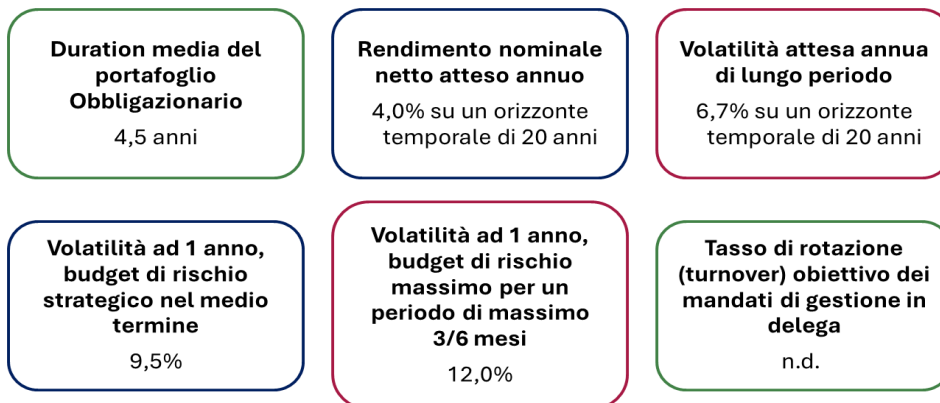 Duration media del
portafoglio
Obbligazionario
4,5 anni
Rendimento nominale
netto atteso annuo
4,0% su un orizzonte
temporale di 20 anni
Volatilità attesa annua
di lungo periodo
6,7% su un orizzonte
temporale di 20 anni
Volatilità ad 1 anno,
budget di rischio
strategico nel medio
termine
9,5%
Volatilità ad 1 anno,
budget di rischio
massimo per un
periodo di massimo
3/6 mesi
12,0%
Tasso di rotazione
(turnover) obiettivo dei
mandati di gestione in
delega
n.d.